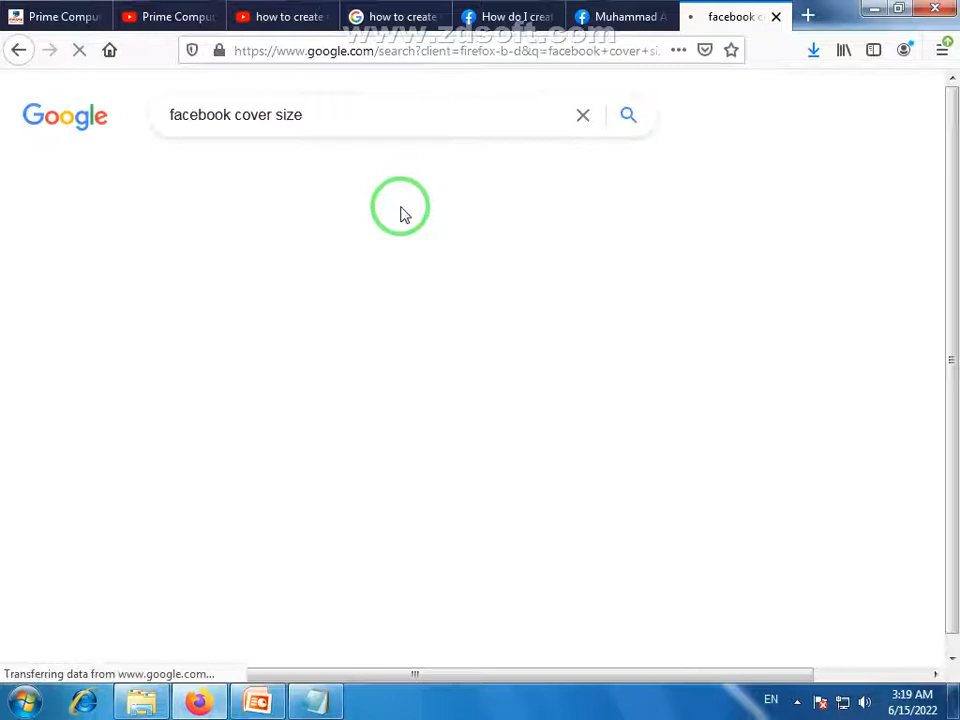 Prime Compu
Prime Compu
how to create
how to create
How do I crea
Muhammad A
facebook c
www.zdsoft.com
https://www.google.com/search?client=firefox-b-d&q=facebook+cover+si
Google
facebook cover size
Transferring data from www.google.com...
EN
3:19 AM
6/15/2022